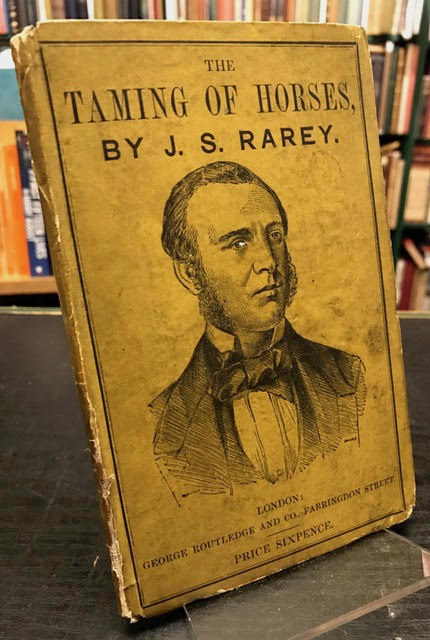 THE
TAMING OF HORSES,
BY J. S. RAREY.
LONDON:
GEORGE ROUTLEDGE AND CO., FARRINGDON STREET.
PRICE SIXPENCE.